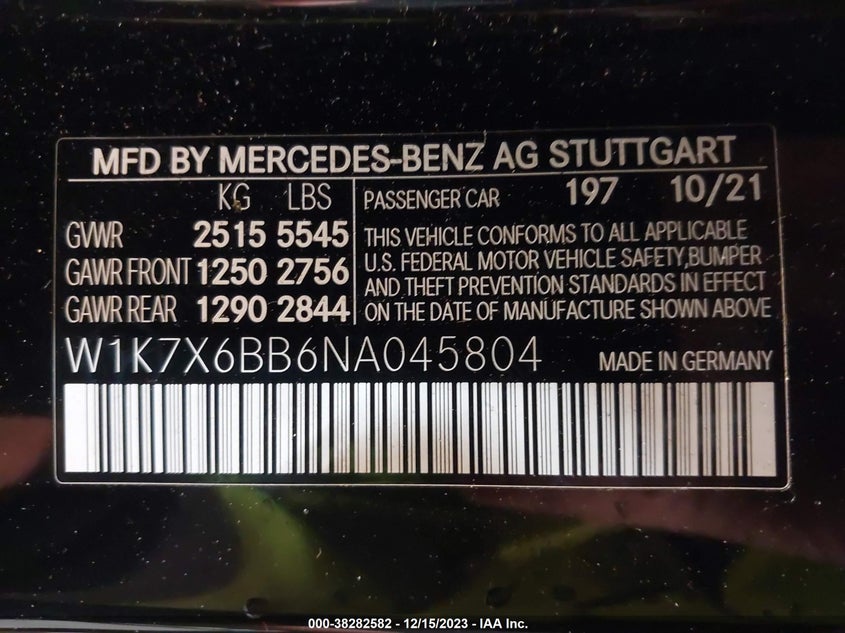 MFD BY MERCEDES-BENZ AG STUTTGART
KG LBS
GVWR 2515 5545
GAWR FRONT 1250 2756
GAWR REAR 1290 2844
PASSENGER CAR 197 10/21
THIS VEHICLE CONFORMS TO ALL APPLICABLE
U.S. FEDERAL MOTOR VEHICLE SAFETY,BUMPER
AND THEFT PREVENTION STANDARDS IN EFFECT
ON THE DATE OF MANUFACTURE SHOWN ABOVE
W1K7X6BB6NA045804 MADE IN GERMANY
000-38282582 - 12/15/2023 - IAA Inc.